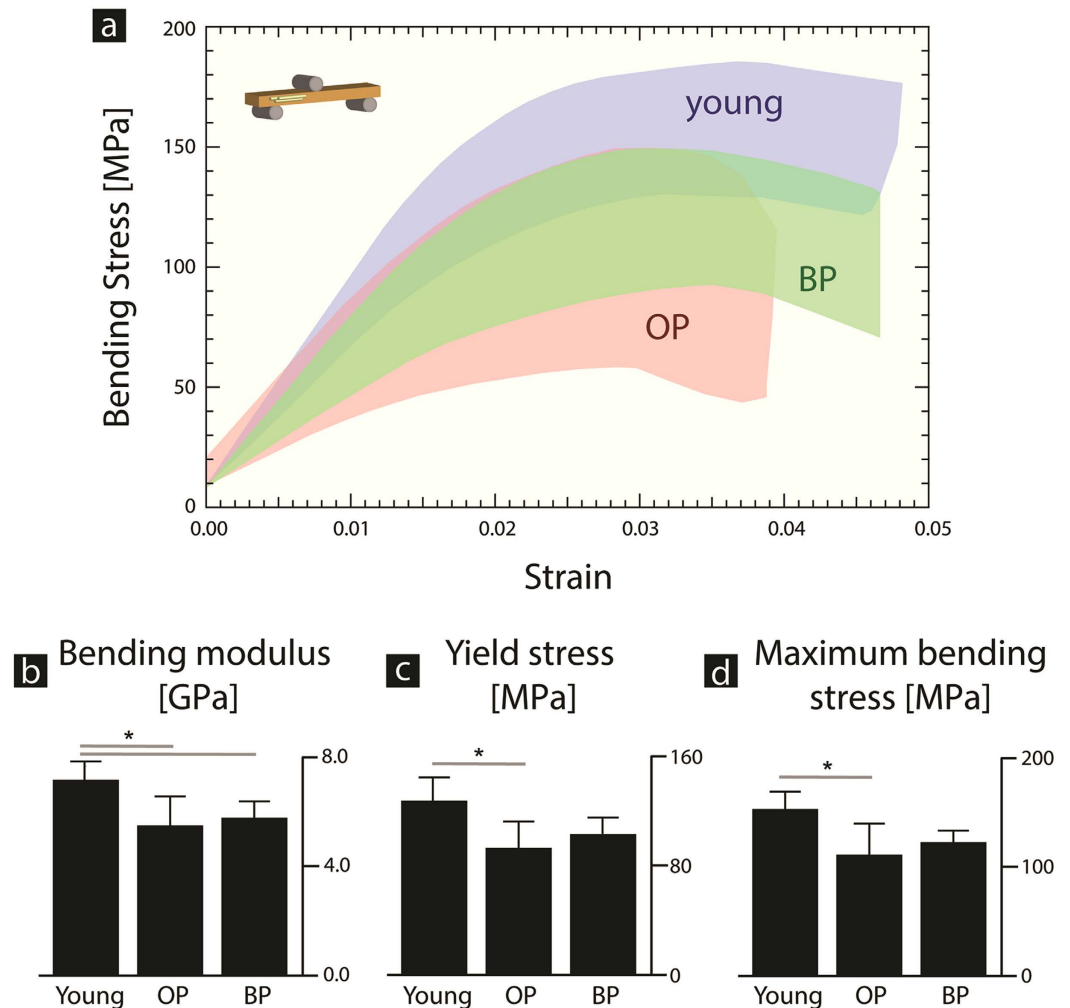 a
200
150
100
50
0
Bending Stress [MPa]
young
BP
OP
0.00 0.01 0.02 0.03 0.04 0.05
Strain
b Bending modulus
[GPa]
*
8.0
4.0
0.0
Young OP BP
c Yield stress
[MPa]
*
160
80
0
Young OP BP
d Maximum bending
stress [MPa]
*
200
100
0
Young OP BP